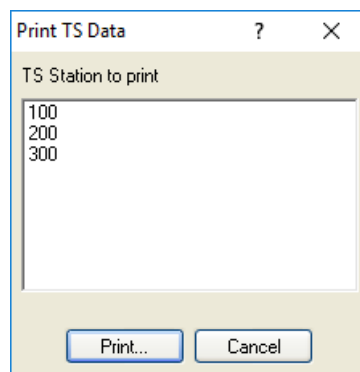 Print TS Data ?
TS Station to print
100
200
300
Print... Cancel